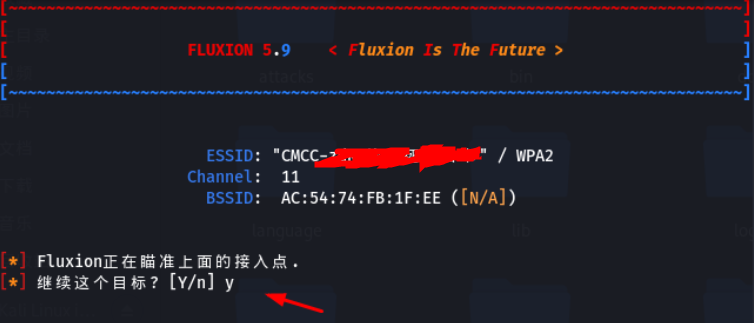 FLUXION 5.9 < Fluxion Is The Future >
attacks
bin
ESSID: "CMCC-" / WPA2
Channel: 11
BSSID: AC:54:74:FB:1F:EE ([N/A])
language
lib
[*] Fluxion正在瞄准上面的接入点.
[*] 继续这个目标? [Y/n] y